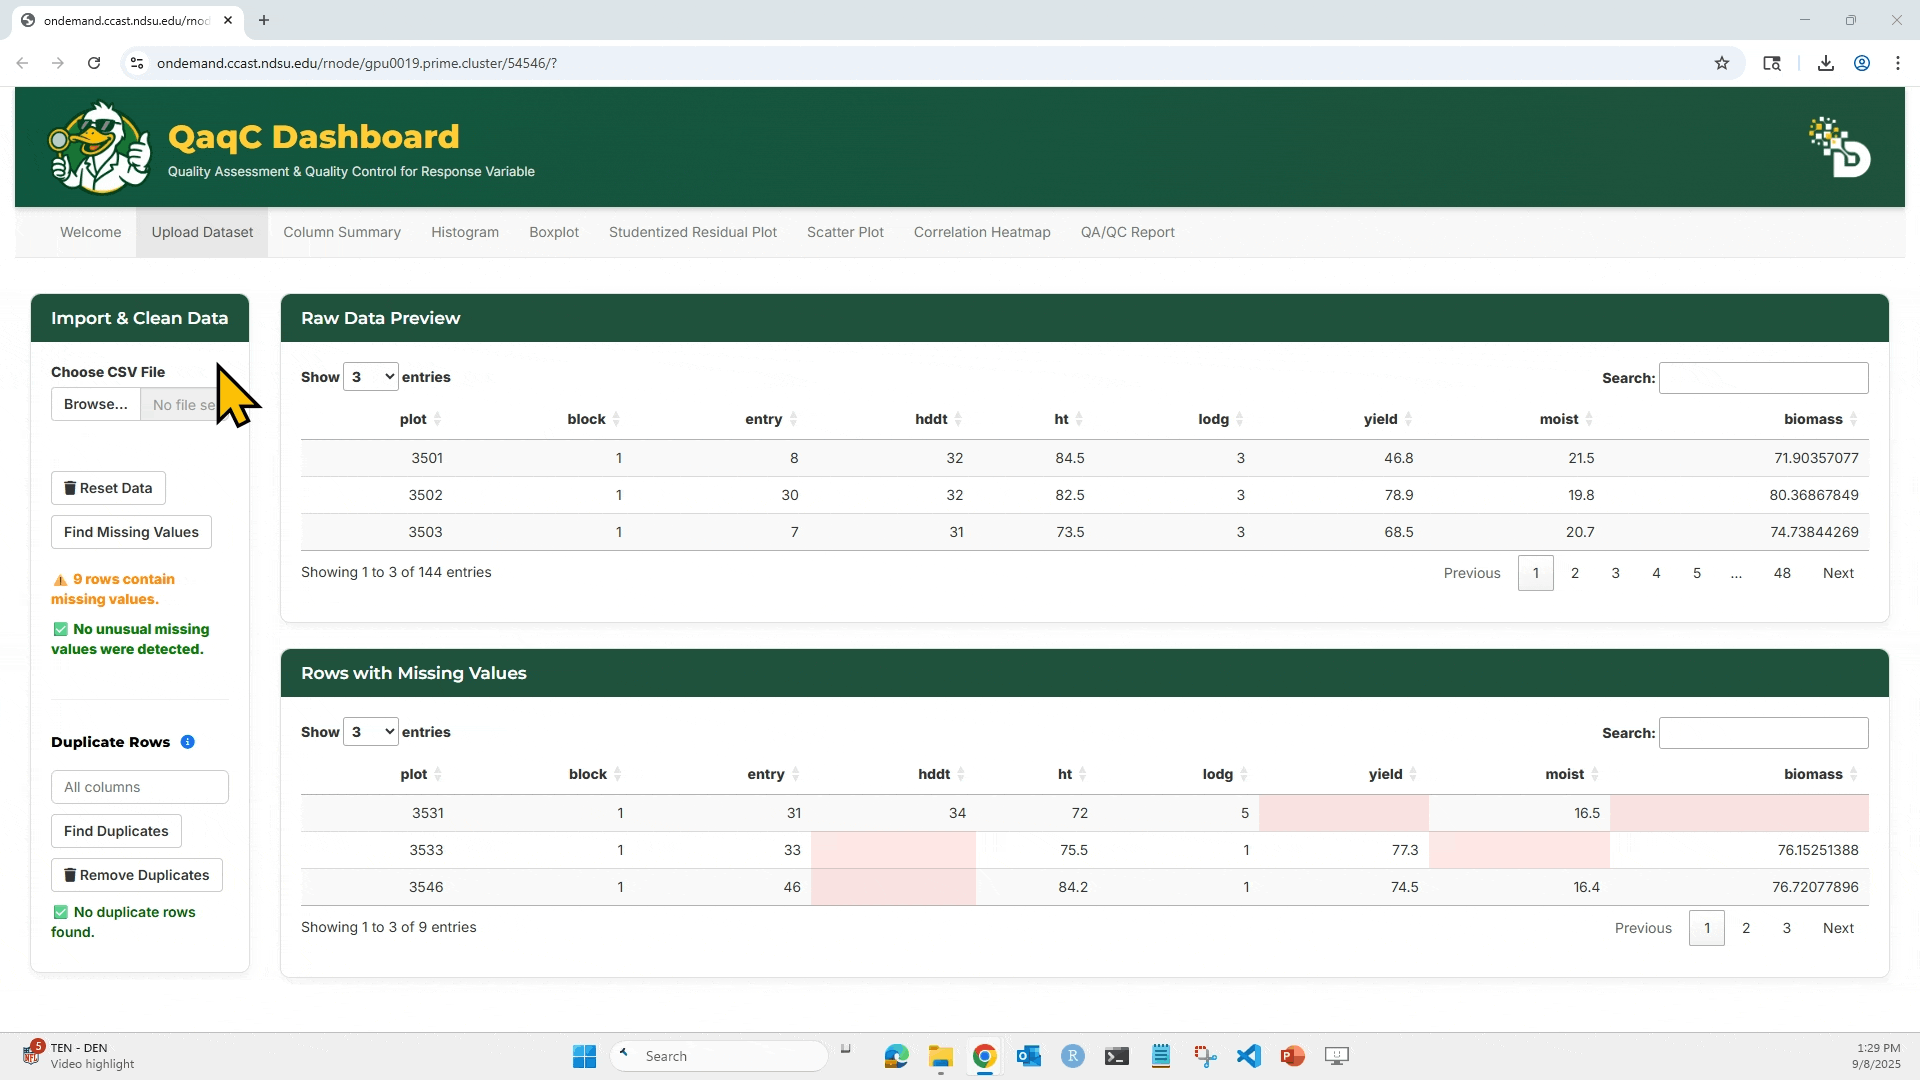 ondemand.ccast.ndsu.edu/rnod
ondemand.ccast.ndsu.edu/rnode/gpu0019.prime.cluster/54546/?
QaqC Dashboard
Quality Assessment & Quality Control for Response Variable
Welcome Upload Dataset Column Summary Histogram Boxplot Studentized Residual Plot Scatter Plot Correlation Heatmap QA/QC Report
Import & Clean Data
Choose CSV File
Browse... No file se
Reset Data
Find Missing Values
9 rows contain
missing values.
No unusual missing
values were detected.
Duplicate Rows
All columns
Find Duplicates
Remove Duplicates
No duplicate rows
found.
Raw Data Preview
Show 3 entries Search:
plot block entry hddt ht lodg yield moist biomass
3501 1 8 32 84.5 3 46.8 21.5 71.90357077
3502 1 30 32 82.5 3 78.9 19.8 80.36867849
3503 1 7 31 73.5 3 68.5 20.7 74.73844269
Showing 1 to 3 of 144 entries Previous 1 2 3 4 5 ... 48 Next
Rows with Missing Values
Show 3 entries Search:
plot block entry hddt ht lodg yield moist biomass
3531 1 31 34 72 5 16.5
3533 1 33 75.5 1 77.3 76.15251388
3546 1 46 84.2 1 74.5 16.4 76.72077896
Showing 1 to 3 of 9 entries Previous 1 2 3 Next
5 TEN - DEN
Video highlight
Search
1:29 PM
9/8/2025